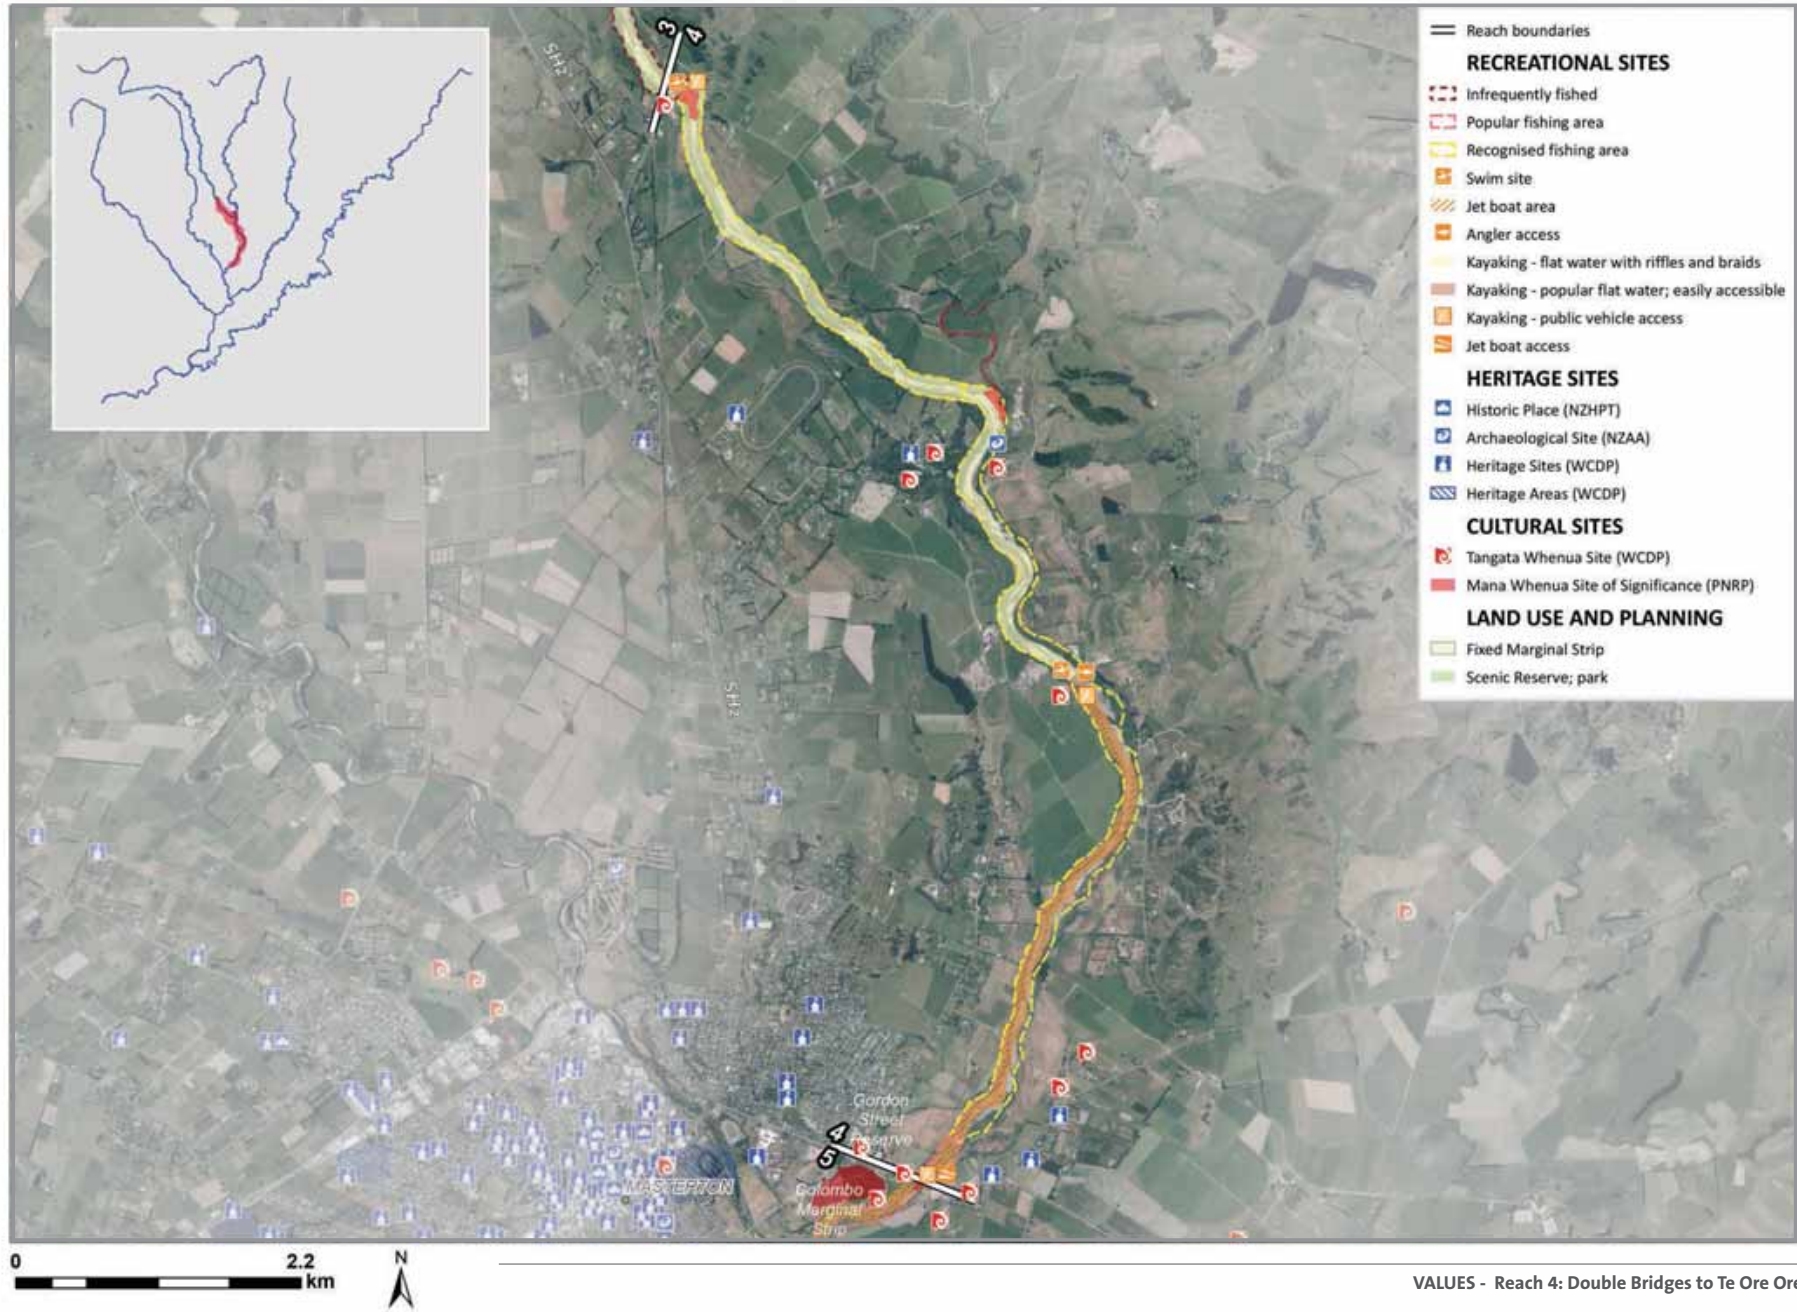 3
4
SH2
SH2
Gordon
Street
Reserve
4
5
Colombo
Marginal
Strip
MASTERTON
Reach boundaries
RECREATIONAL SITES
Infrequently fished
Popular fishing area
Recognised fishing area
Swim site
Jet boat area
Angler access
Kayaking - flat water with riffles and braids
Kayaking - popular flat water; easily accessible
Kayaking - public vehicle access
Jet boat access
HERITAGE SITES
Historic Place (NZHPT)
Archaeological Site (NZAA)
Heritage Sites (WCDP)
Heritage Areas (WCDP)
CULTURAL SITES
Tangata Whenua Site (WCDP)
Mana Whenua Site of Significance (PNRP)
LAND USE AND PLANNING
Fixed Marginal Strip
Scenic Reserve; park
0 2.2
km
N
VALUES - Reach 4: Double Bridges to Te Ore Ore